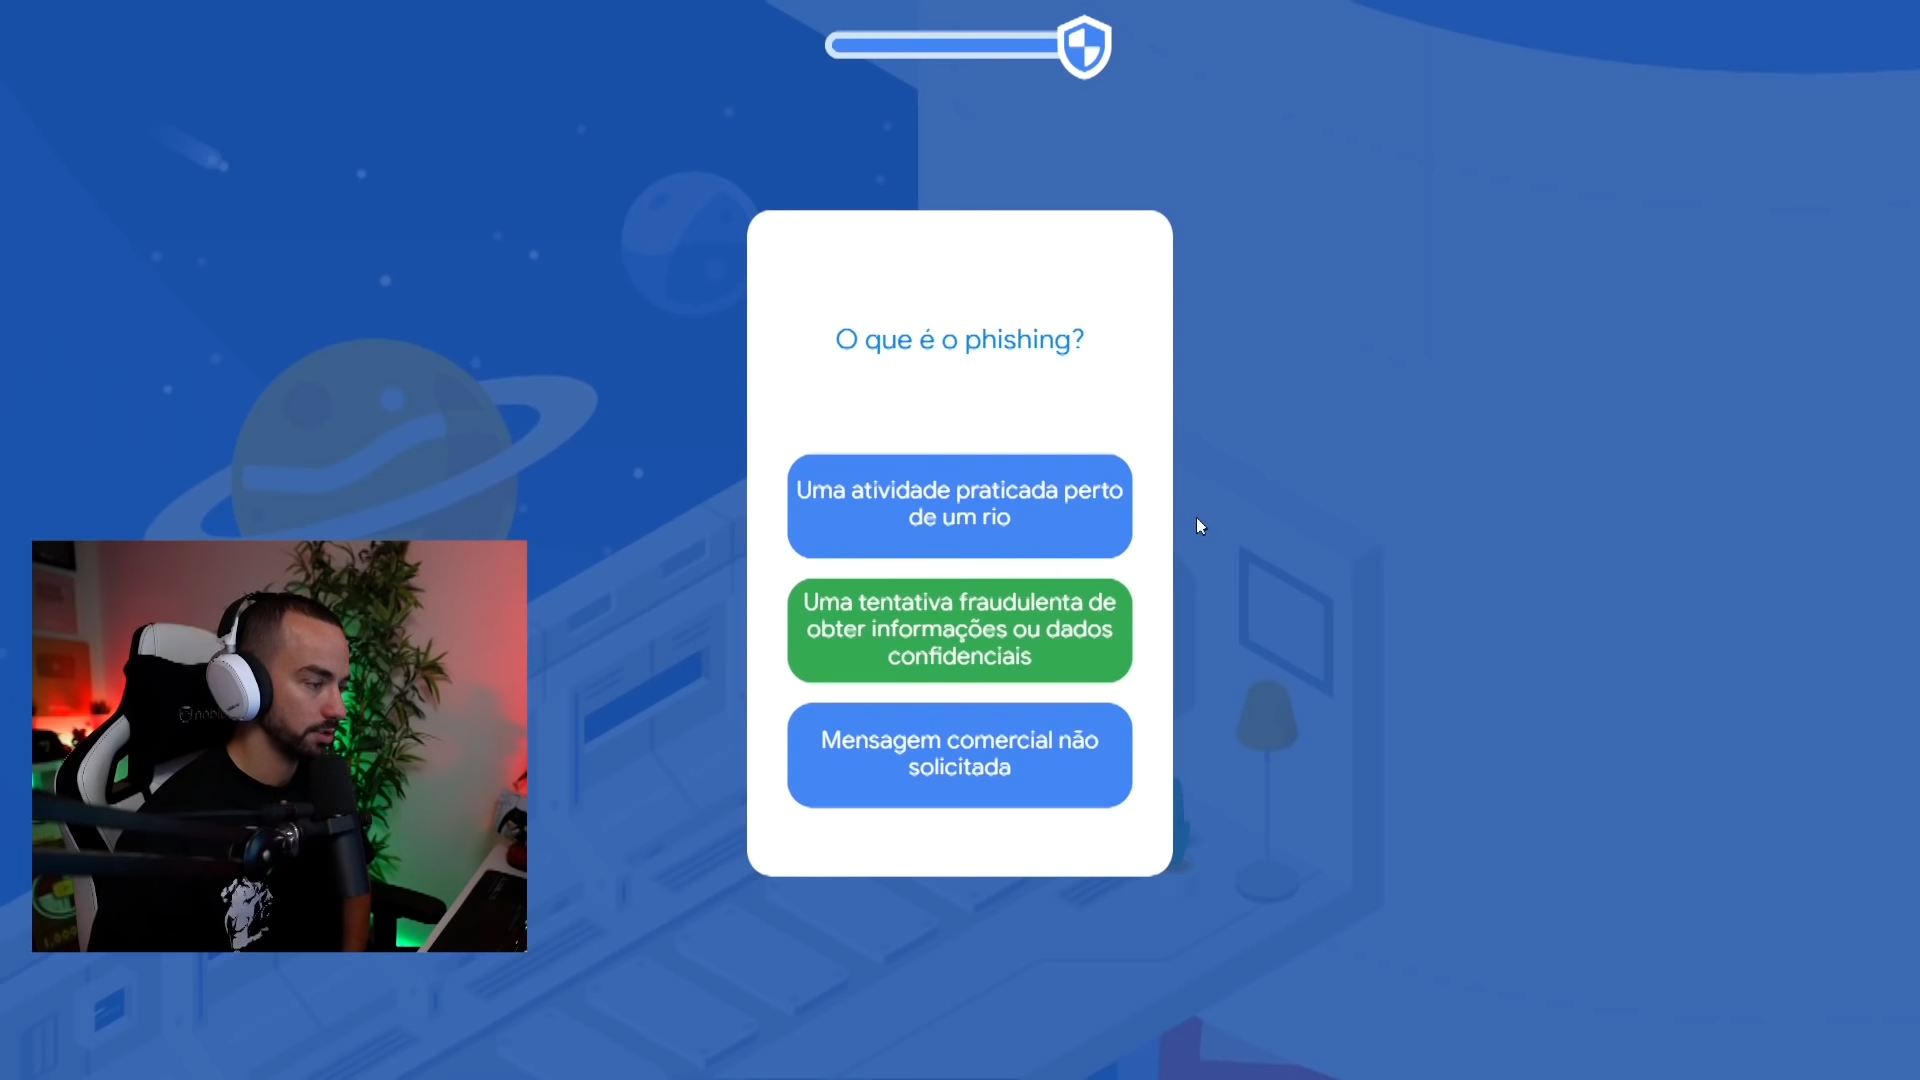 O que é o phishing?
Uma atividade praticada perto
de um rio
Uma tentativa fraudulenta de
obter informações ou dados
confidenciais
Mensagem comercial não
solicitada